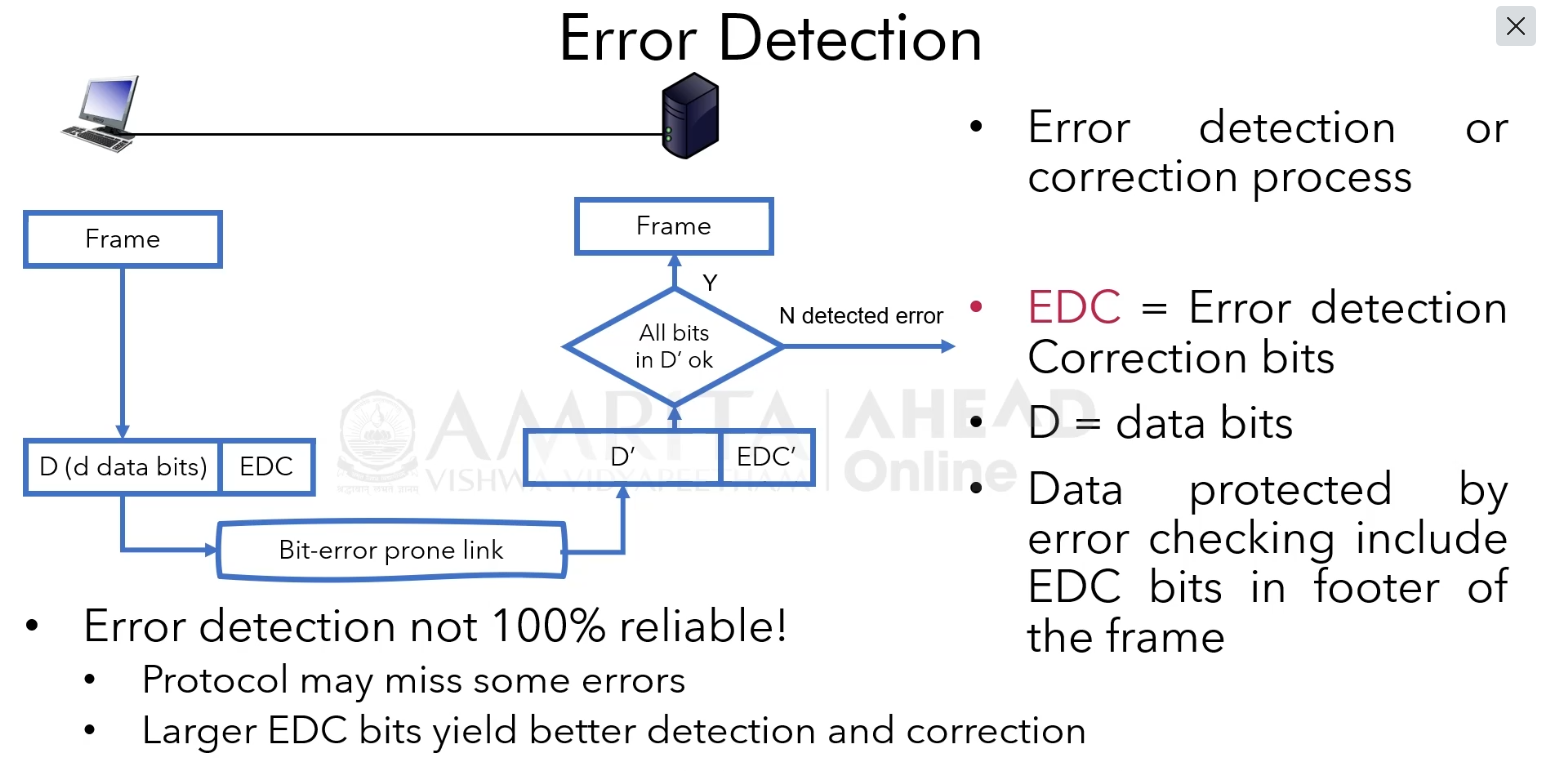 Error Detection
Frame
D (d data bits)
EDC
Bit-error prone link
Frame
Y
All bits
in D’ ok
N detected error
D’
EDC’
• Error detection or
correction process
• EDC = Error detection
Correction bits
• D = data bits
• Data protected by
error checking include
EDC bits in footer of
the frame
• Error detection not 100% reliable!
• Protocol may miss some errors
• Larger EDC bits yield better detection and correction
AMRITA
VISHWA VIDYAPEETHAM
AHEAD
Online